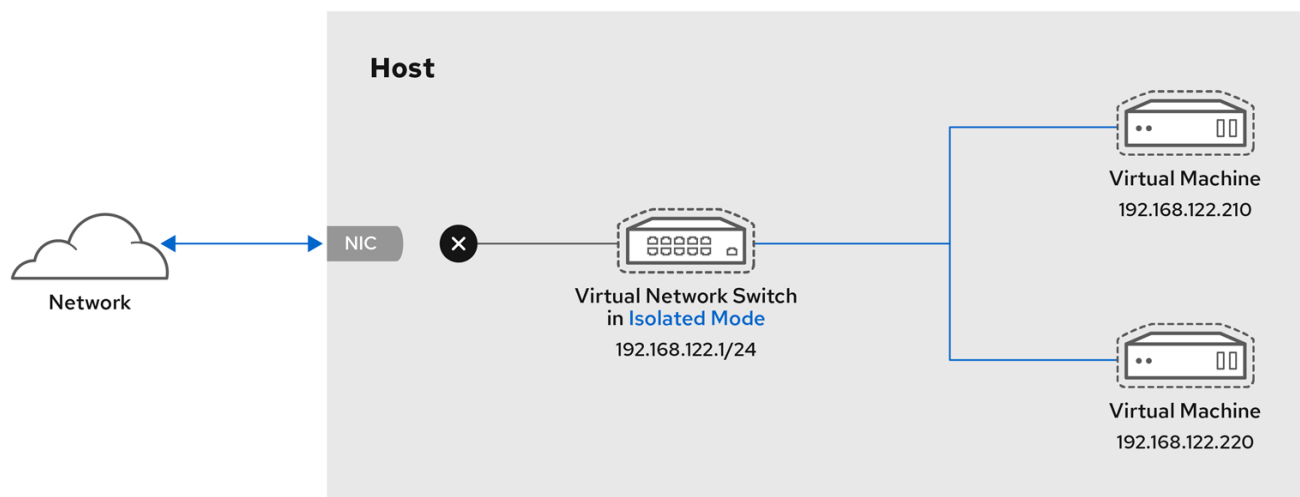 Host
Network
NIC
Virtual Network Switch
in Isolated Mode
192.168.122.1/24
Virtual Machine
192.168.122.210
Virtual Machine
192.168.122.220